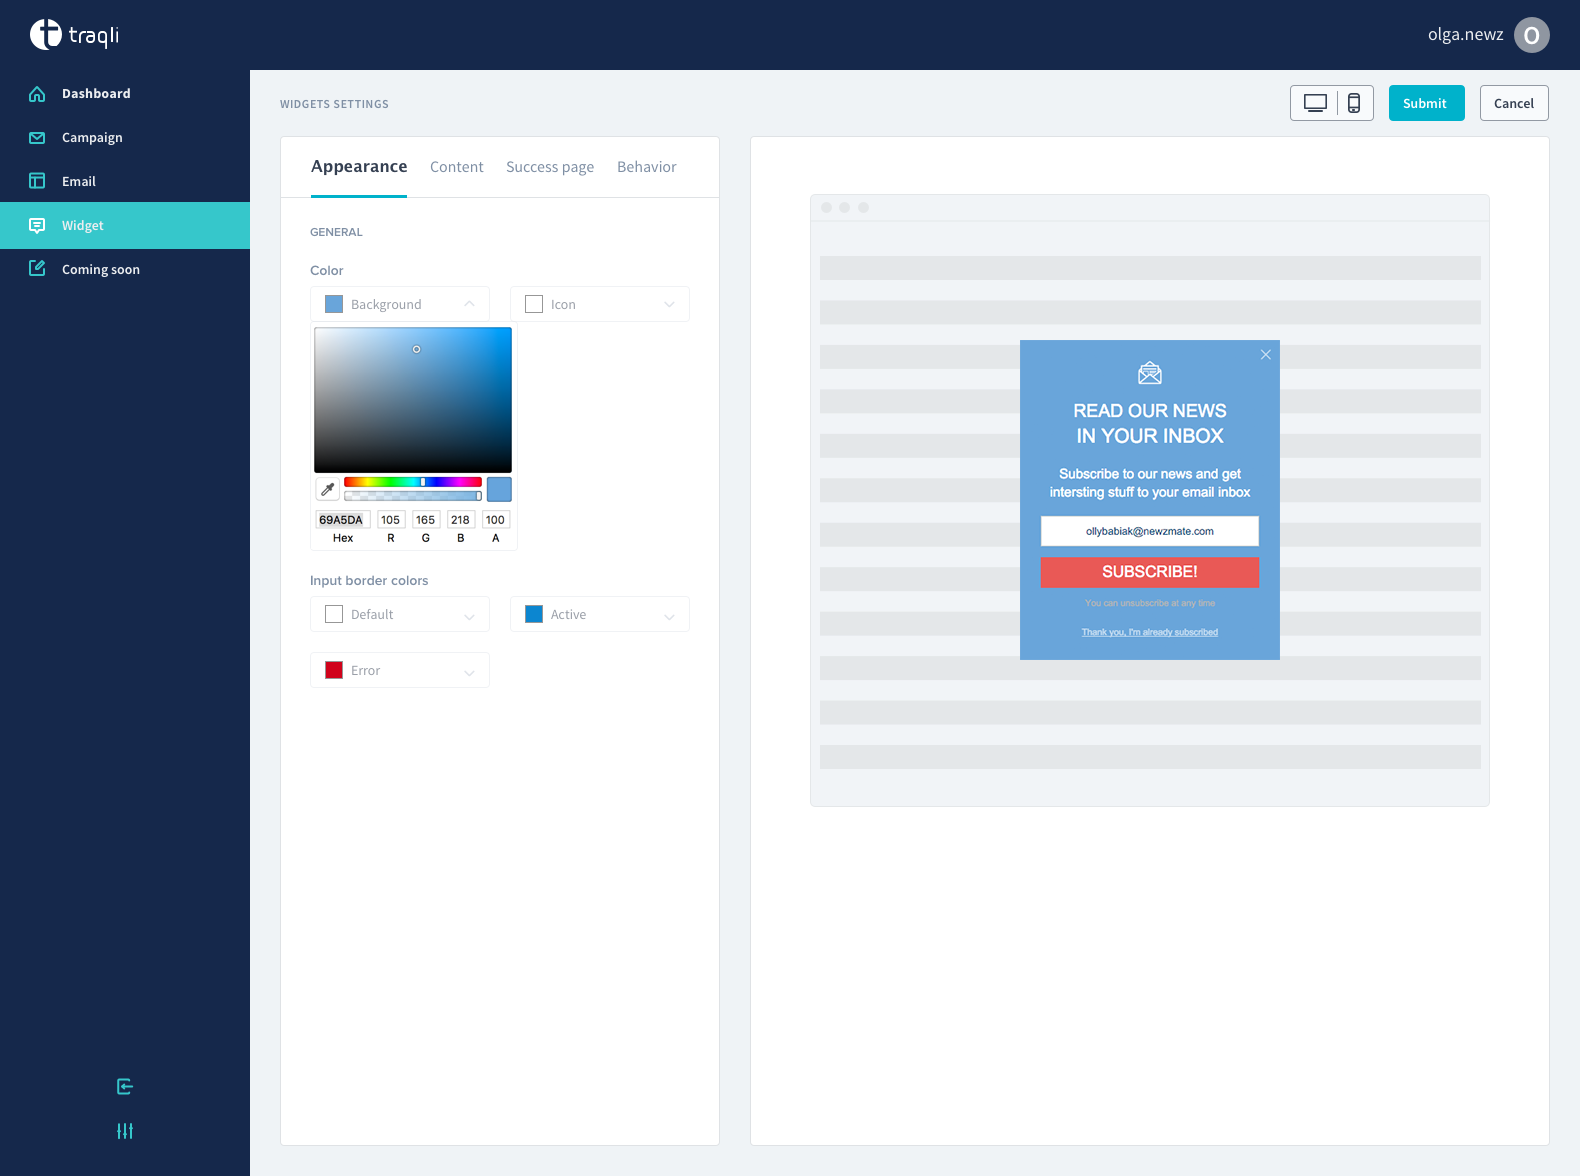 traqli
olga.newz
O
Dashboard
Campaign
Email
Widget
Coming soon
WIDGETS SETTINGS
Submit
Cancel
Appearance
Content
Success page
Behavior
GENERAL
Color
Background
Icon
69A5DA
105
165
218
100
Hex
R
G
B
A
Input border colors
Default
Active
Error
READ OUR NEWS
IN YOUR INBOX
Subscribe to our news and get
intersting stuff to your email inbox
ollybabiak@newzmate.com
SUBSCRIBE!
You can unsubscribe at any time
Thank you, I'm already subscribed